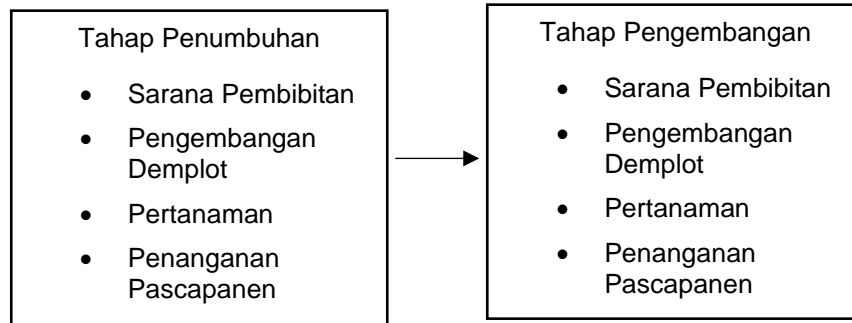 Tahap Penumbuhan
• Sarana Pembibitan
• Pengembangan
Demplot
• Pertanaman
• Penanganan
Pascapanen
Tahap Pengembangan
• Sarana Pembibitan
• Pengembangan
Demplot
• Pertanaman
• Penanganan
Pascapanen